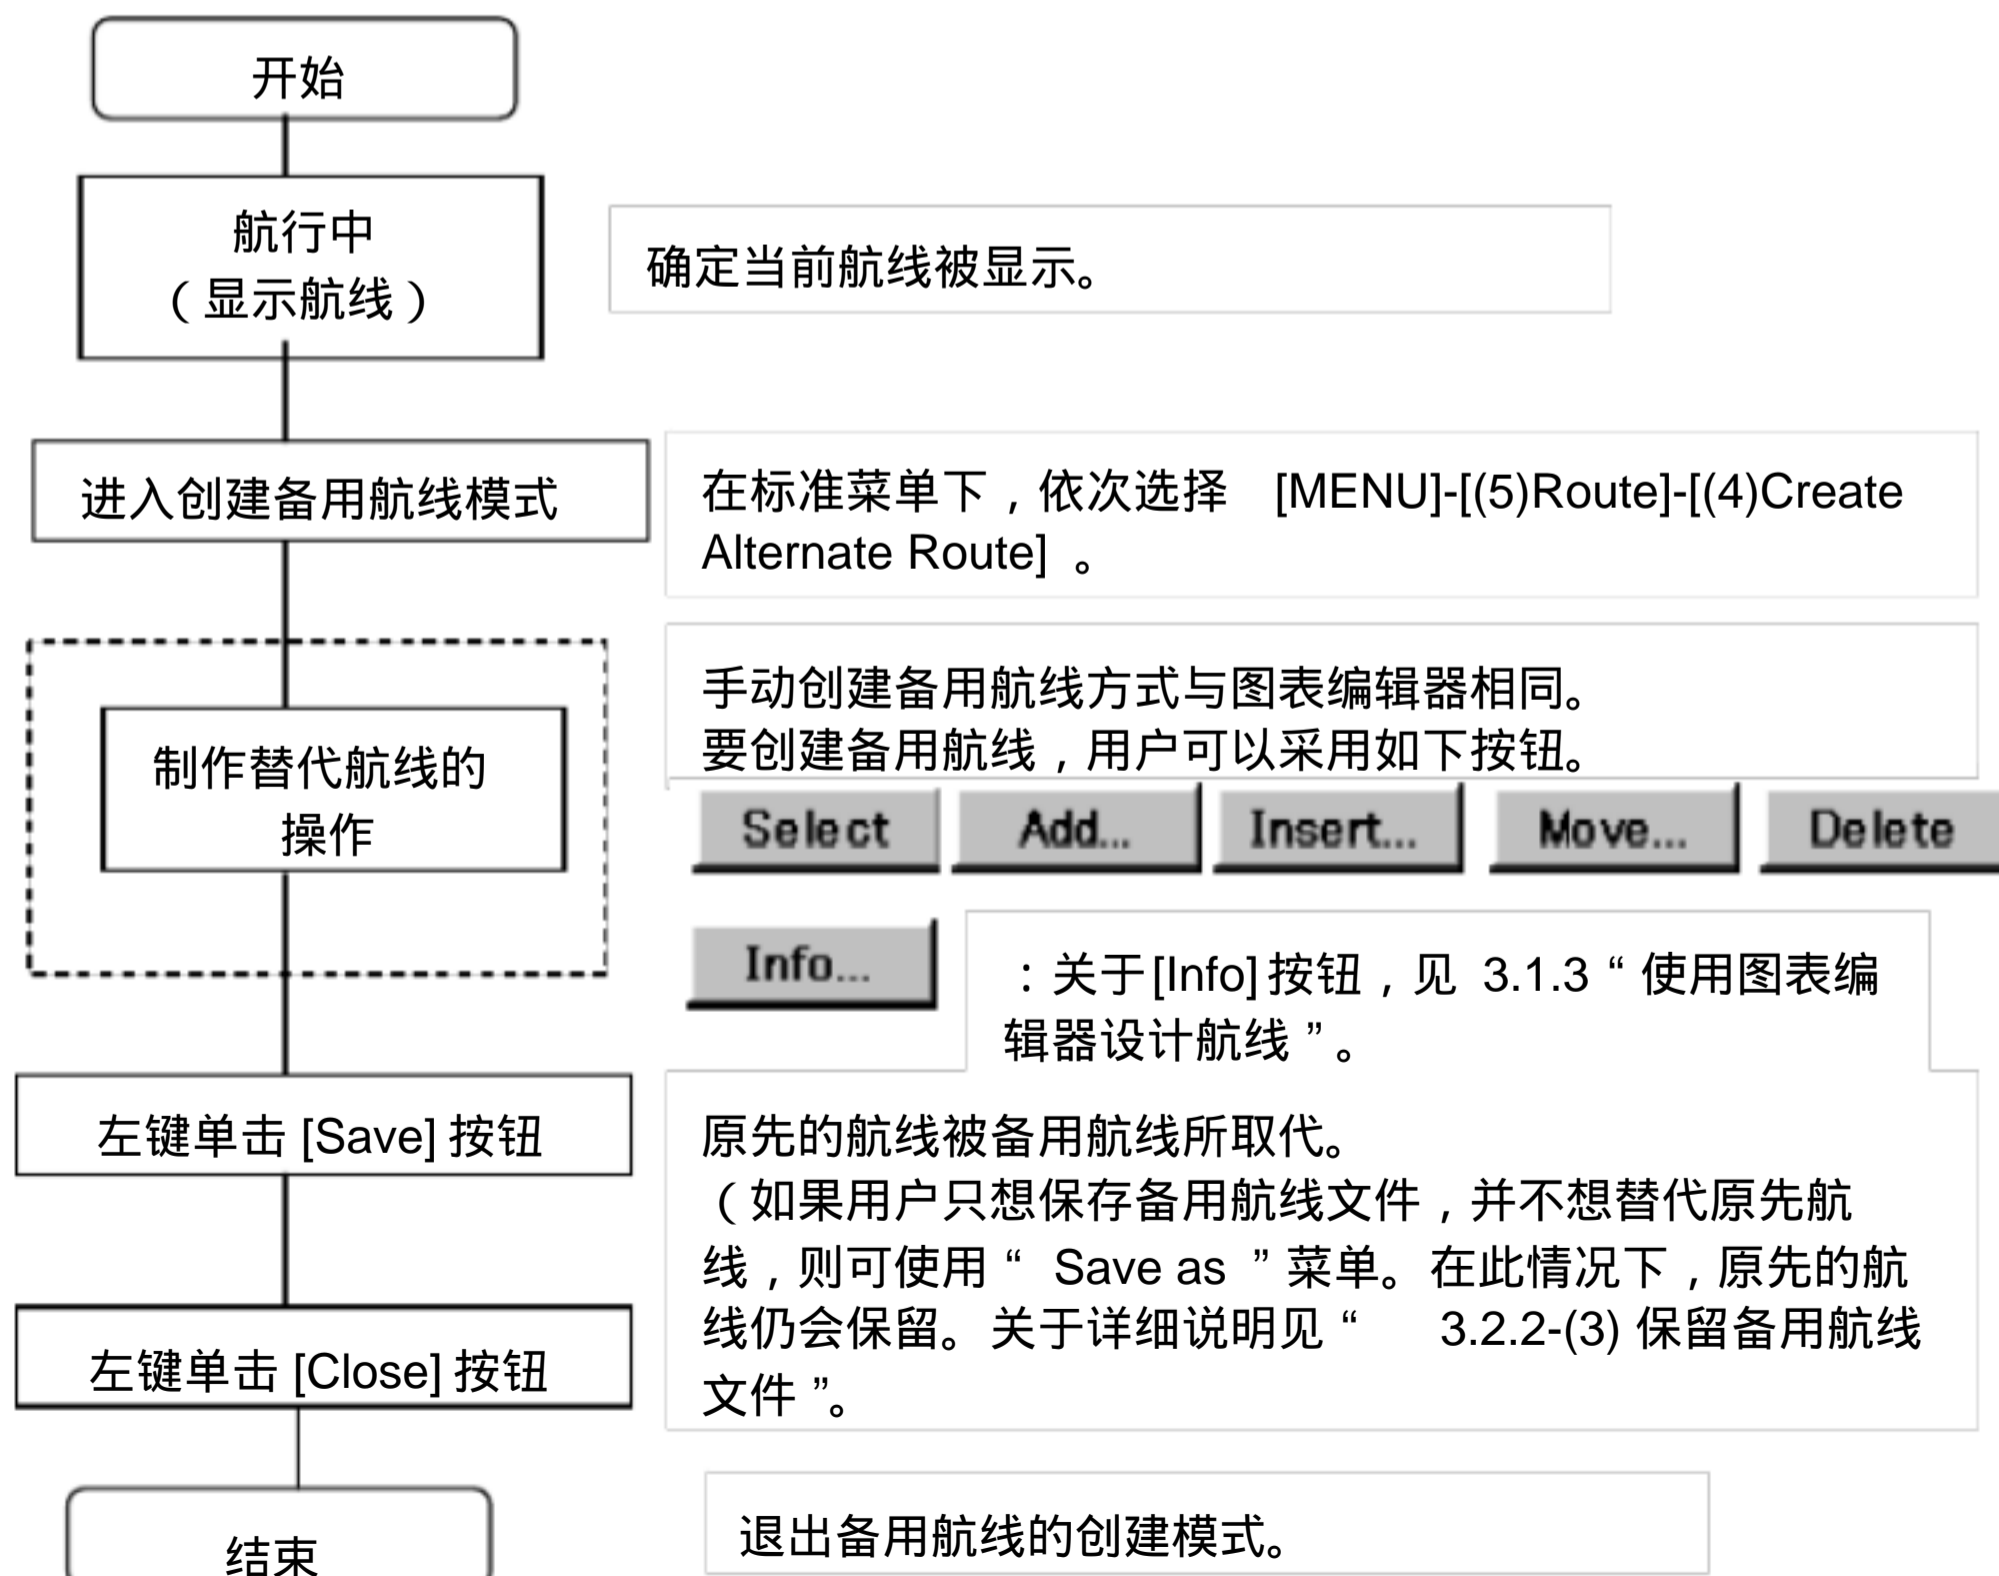 开始
航行中
（显示航线）
确定当前航线被显示。
进入创建备用航线模式
在标准菜单下，依次选择 [MENU]-[(5)Route]-[(4)Create
Alternate Route] 。
制作替代航线的
操作
手动创建备用航线方式与图表编辑器相同。
要创建备用航线，用户可以采用如下按钮。
Select Add... Insert... Move... Delete
Info...
：关于[Info]按钮，见 3.1.3“使用图表编
辑器设计航线”。
左键单击 [Save] 按钮
原先的航线被备用航线所取代。
（如果用户只想保存备用航线文件，并不想替代原先航
线，则可使用“ Save as ”菜单。在此情况下，原先的航
线仍会保留。关于详细说明见“ 3.2.2-(3) 保留备用航线
文件”。
左键单击 [Close] 按钮
结束
退出备用航线的创建模式。